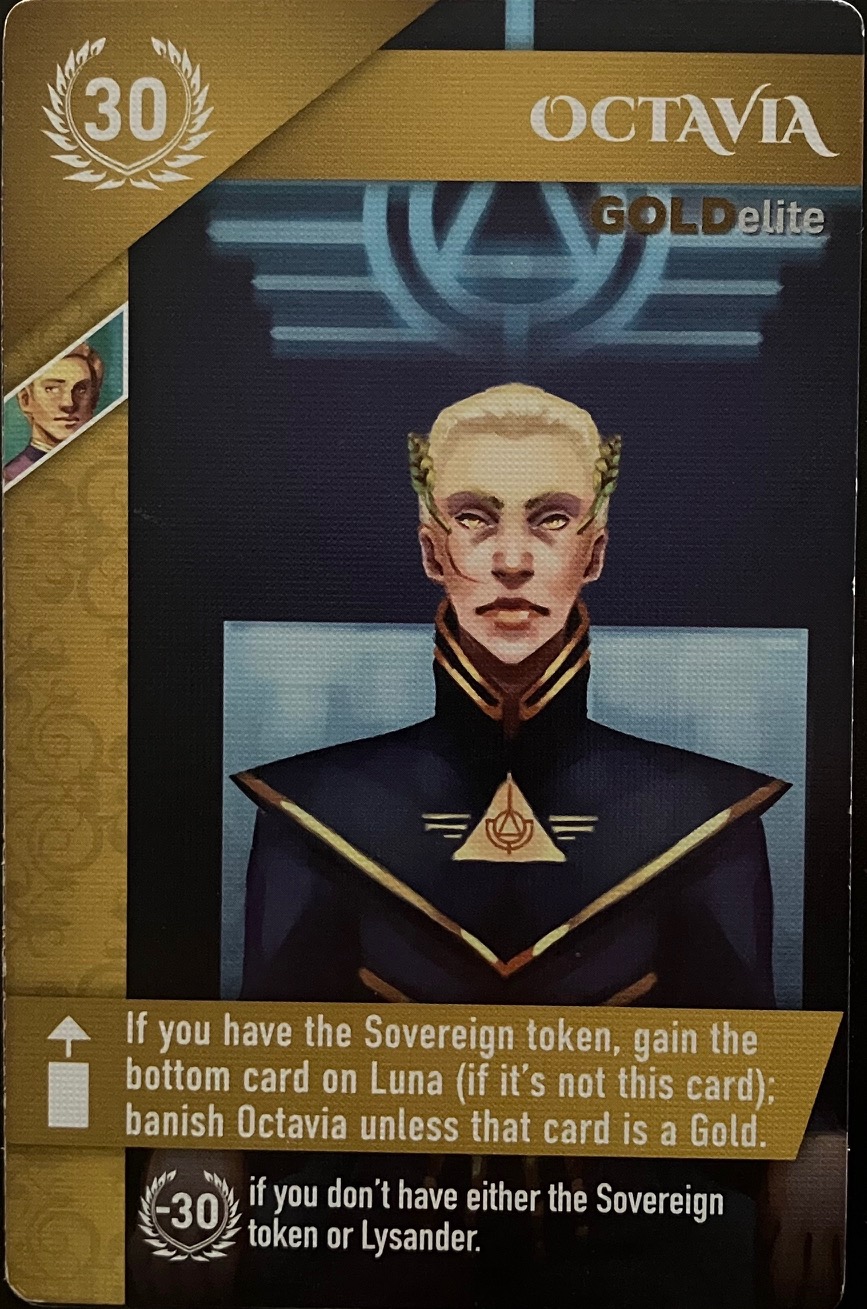 30
OCTAVIA
GOLDelite
If you have the Sovereign token, gain the
bottom card on Luna (if it's not this card);
banish Octavia unless that card is a Gold.
-30 if you don't have either the Sovereign
token or Lysander.